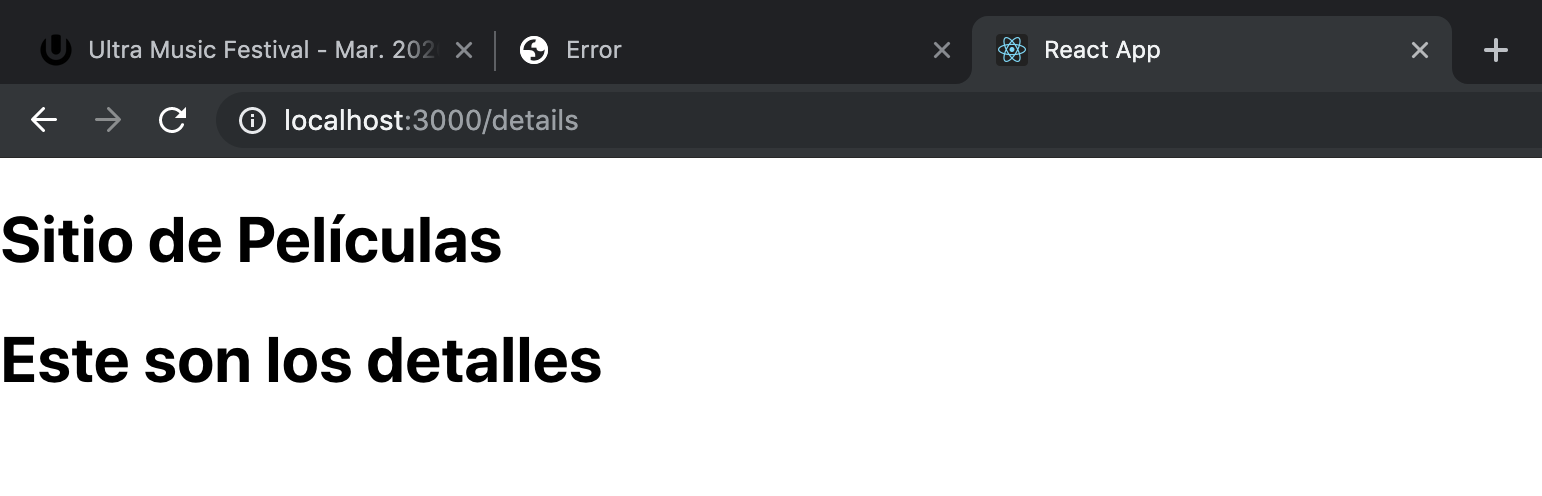 Ultra Music Festival - Mar. 202
Error
React App
localhost:3000/details
Sitio de Películas
Este son los detalles